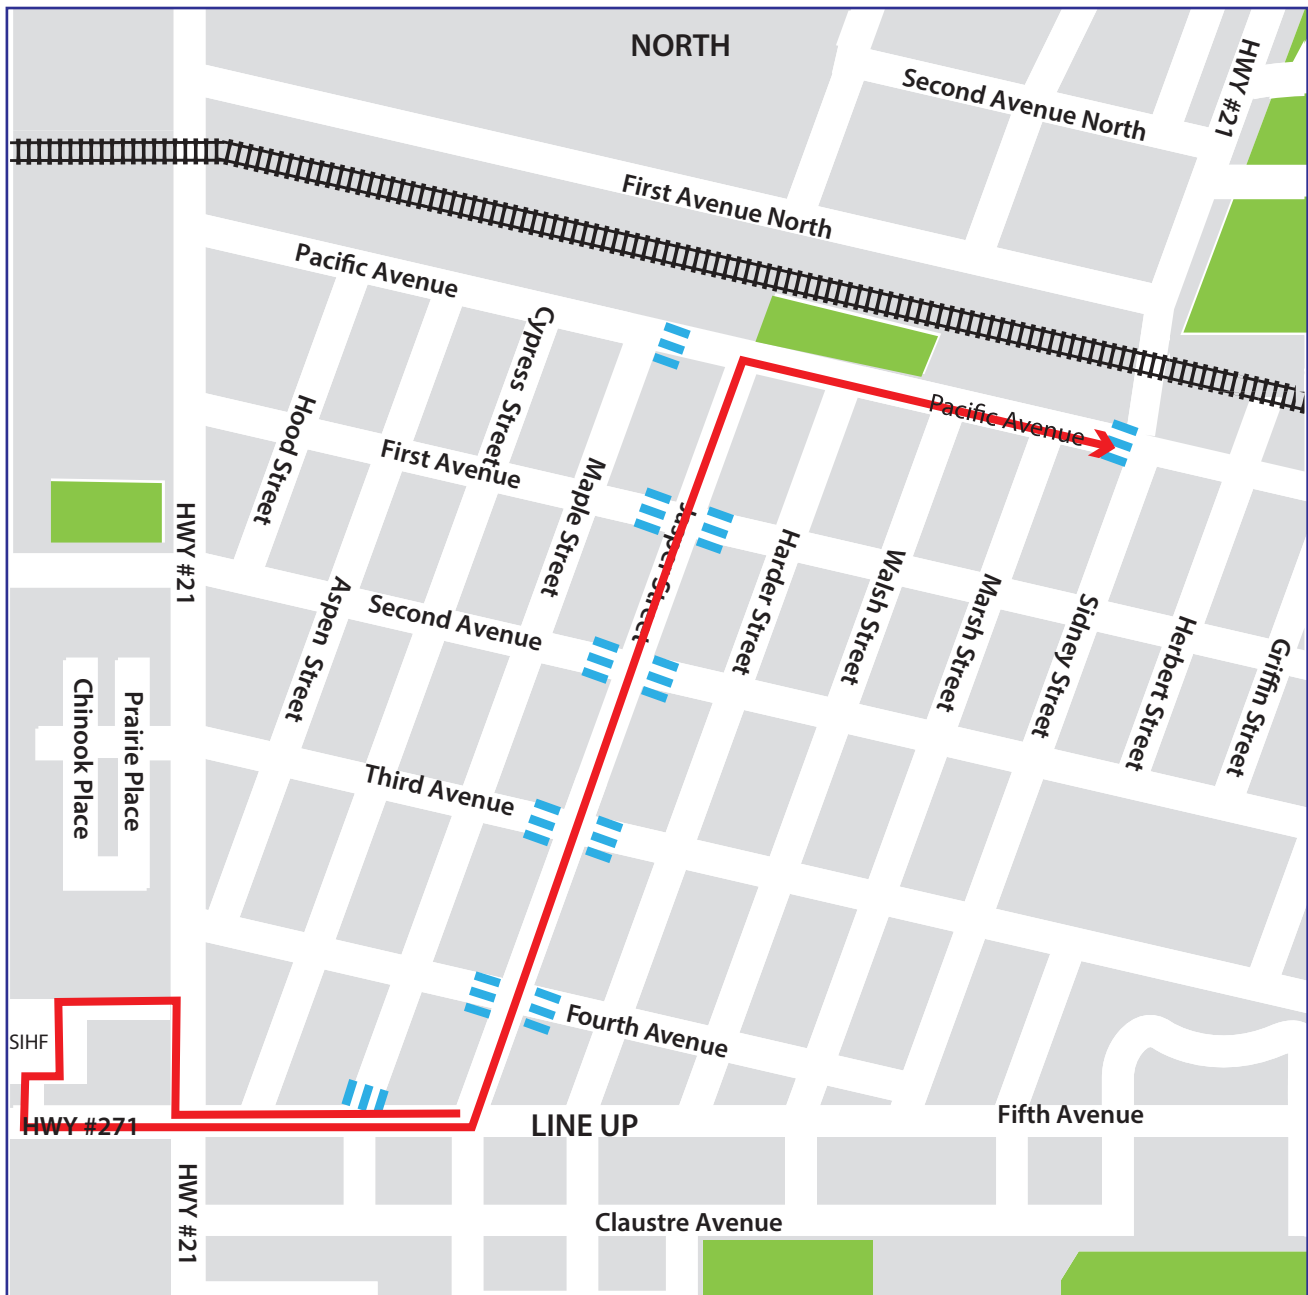 NORTH
HWY #21
Second Avenue North
First Avenue North
Pacific Avenue
Cypress Street
Pacific Avenue
Hood Street
First Avenue
Maple Street
HWY #21
Jasper Street
Harder Street
Walsh Street
Marsh Street
Sidney Street
Herbert Street
Griffin Street
Aspen Street
Second Avenue
Chinook Place
Prairie Place
Third Avenue
Fourth Avenue
SIHF
HWY #271
LINE UP
Fifth Avenue
HWY #21
Claustre Avenue